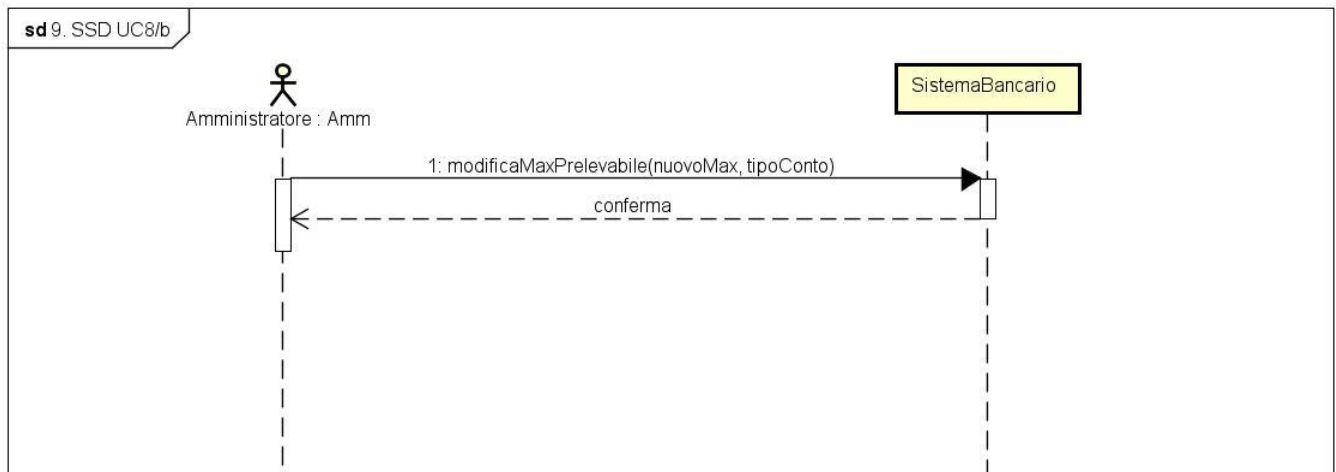 sd 9. SSD UC8/b
Amministratore : Amm
SistemaBancario
1: modificaMaxPrelevabile(nuovoMax, tipoConto)
conferma